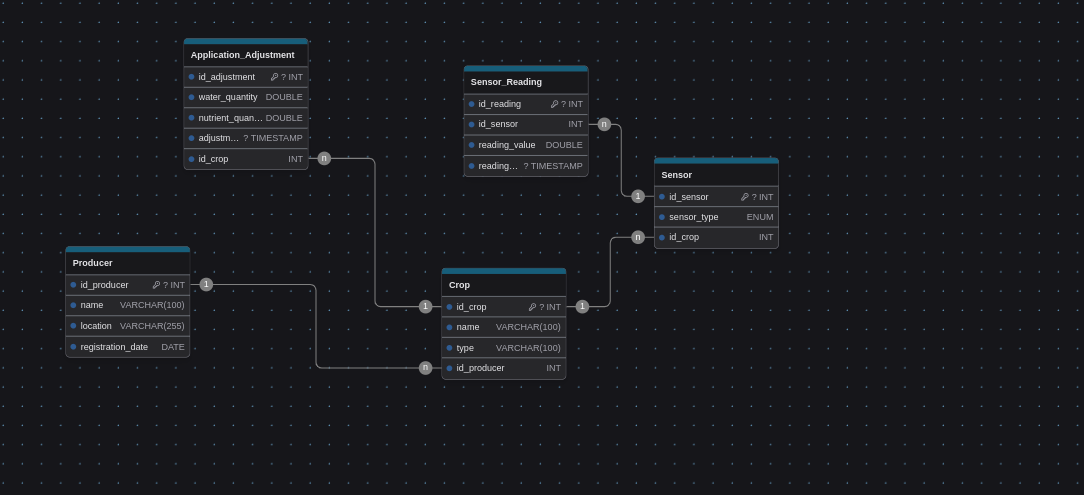 Application_Adjustment
id_adjustment ? INT
water_quantity DOUBLE
nutrient_quan... DOUBLE
adjustm... ? TIMESTAMP
id_crop INT
n
Sensor_Reading
id_reading ? INT
id_sensor INT
n
reading_value DOUBLE
reading... ? TIMESTAMP
Sensor
1
id_sensor ? INT
sensor_type ENUM
n
id_crop INT
Producer
id_producer ? INT
1
name VARCHAR(100)
location VARCHAR(255)
registration_date DATE
Crop
1
id_crop ? INT
1
name VARCHAR(100)
type VARCHAR(100)
n
id_producer INT